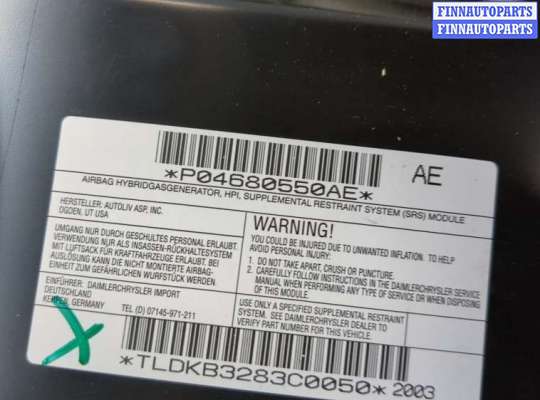 FINNAUTOPARTS
FINNAUTOPARTS
*P04680550AE*
AE
AIRBAG HYBRIDGASGENERATOR, HPI, SUPPLEMENTAL RESTRAINT SYSTEM (SRS) MODULE
HERSTELLER: AUTOLIV ASP, INC.
OGDEN, UT USA
UMGANG NUR DURCH GESCHULTES PERSONAL ERLAUBT.
VERWENDUNG NUR ALS INSASSEN-RÜCKHALTESYSTEM
MIT LUFTSACK FÜR KRAFTFAHRZEUGE ERLAUBT. BEI
AUSLÖSUNG KANN DIE NICHT MONTIERTE AIRBAG-
EINHEIT ZUM GEFÄHRLICHEN WURFSTÜCK WERDEN.
EINFÜHRER: DAIMLERCHRYSLER IMPORT
DEUTSCHLAND
KERPEN, GERMANY
TEL (D) 07145-971-211
WARNING!
YOU COULD BE INJURED DUE TO UNWANTED INFLATION. TO HELP
AVOID PERSONAL INJURY:
1. DO NOT TAKE APART, CRUSH OR PUNCTURE.
2. CAREFULLY FOLLOW INSTRUCTIONS IN THE DAIMLERCHRYSLER SERVICE
MANUAL WHEN PERFORMING ANY TYPE OF SERVICE OR WHEN DISPOSING
OF THIS MODULE.
USE ONLY A SPECIFIED SUPPLEMENTAL RESTRAINT
SYSTEM. SEE DAIMLERCHRYSLER DEALER TO
VERIFY PART NUMBER FOR THIS VEHICLE.
*TLDKB3283C0050* 2003